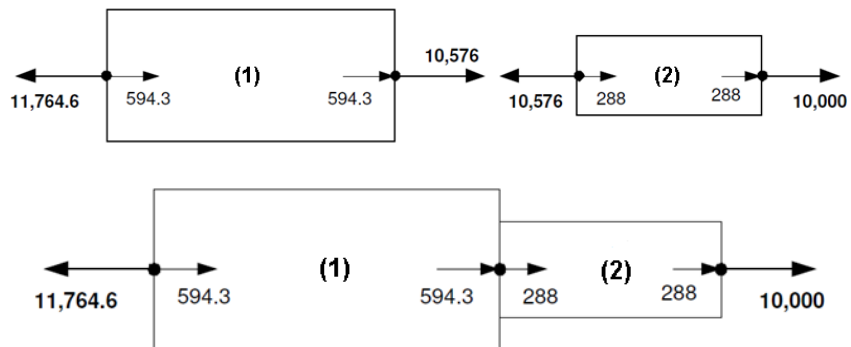 (1) 10,576 (2)
11,764.6 594.3 594.3 10,576 288 288 10,000
(1) (2)
11,764.6 594.3 594.3 288 288 10,000